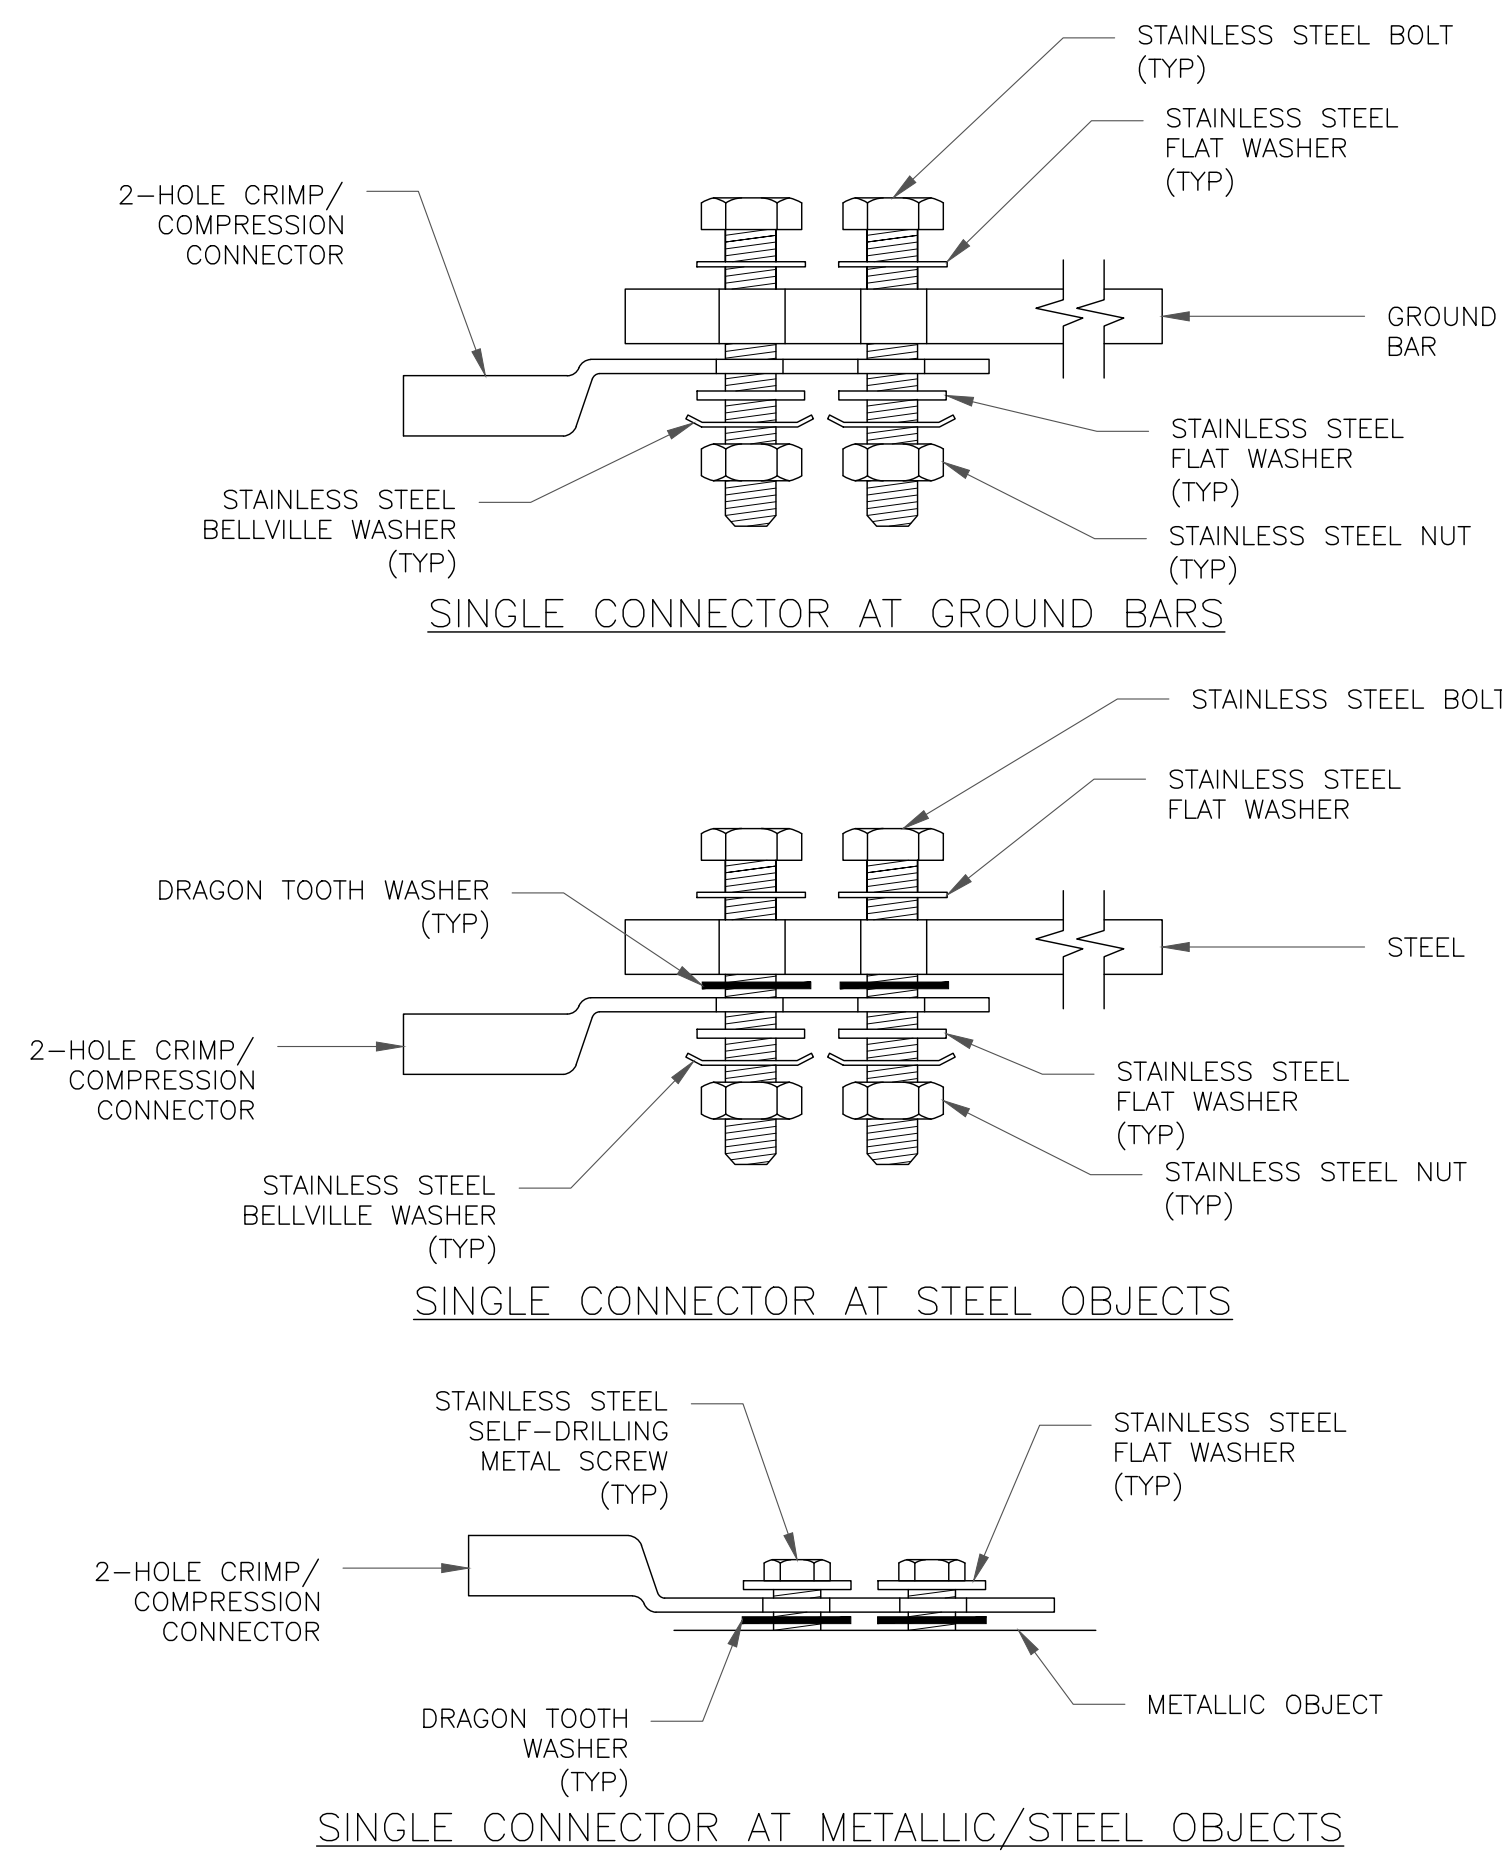 STAINLESS STEEL BOLT
(TYP)
STAINLESS STEEL
FLAT WASHER
(TYP)
2-HOLE CRIMP/
COMPRESSION
CONNECTOR
GROUND
BAR
STAINLESS STEEL
FLAT WASHER
(TYP)
STAINLESS STEEL
BELLVILLE WASHER
(TYP)
STAINLESS STEEL NUT
(TYP)
SINGLE CONNECTOR AT GROUND BARS
STAINLESS STEEL BOLT
STAINLESS STEEL
FLAT WASHER
DRAGON TOOTH WASHER
(TYP)
STEEL
2-HOLE CRIMP/
COMPRESSION
CONNECTOR
STAINLESS STEEL
FLAT WASHER
(TYP)
STAINLESS STEEL NUT
(TYP)
STAINLESS STEEL
BELLVILLE WASHER
(TYP)
SINGLE CONNECTOR AT STEEL OBJECTS
STAINLESS STEEL
SELF-DRILLING
METAL SCREW
(TYP)
STAINLESS STEEL
FLAT WASHER
(TYP)
2-HOLE CRIMP/
COMPRESSION
CONNECTOR
METALLIC OBJECT
DRAGON TOOTH
WASHER
(TYP)
SINGLE CONNECTOR AT METALLIC/STEEL OBJECTS